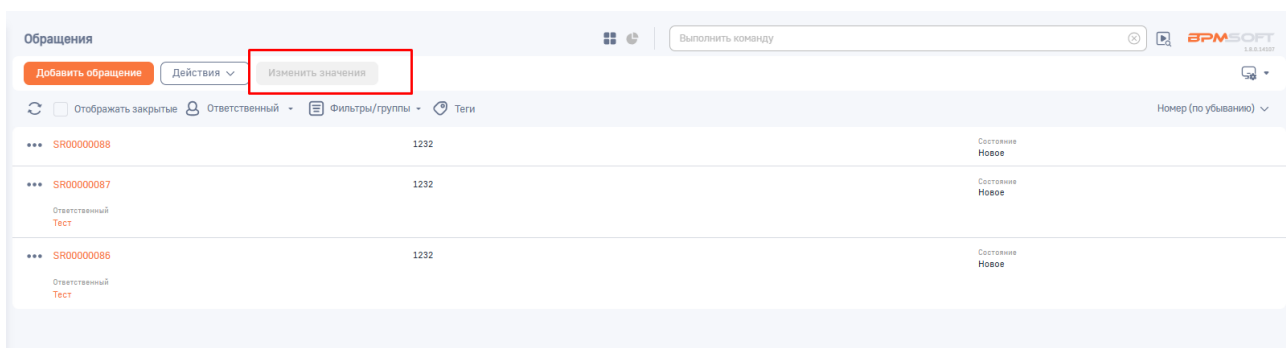 Обращения
Выполнить команду
BPMSOFT
Добавить обращение
Действия
Изменить значения
Отображать закрытые
Ответственный
Фильтры/группы
Теги
Номер (по убыванию)
SR00000088
1232
Состояние
Новое
SR00000087
1232
Состояние
Новое
Ответственный
Тест
SR00000086
1232
Состояние
Новое
Ответственный
Тест